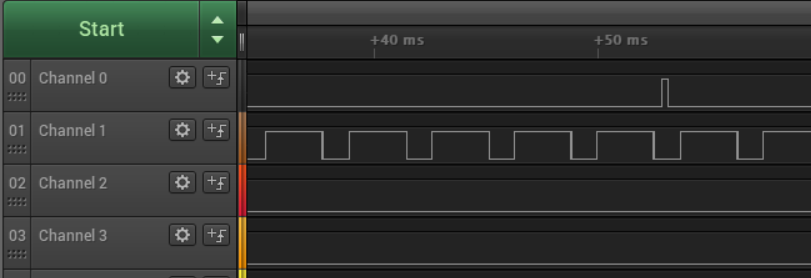 Start
+40 ms
+50 ms
00 Channel 0
01 Channel 1
02 Channel 2
03 Channel 3